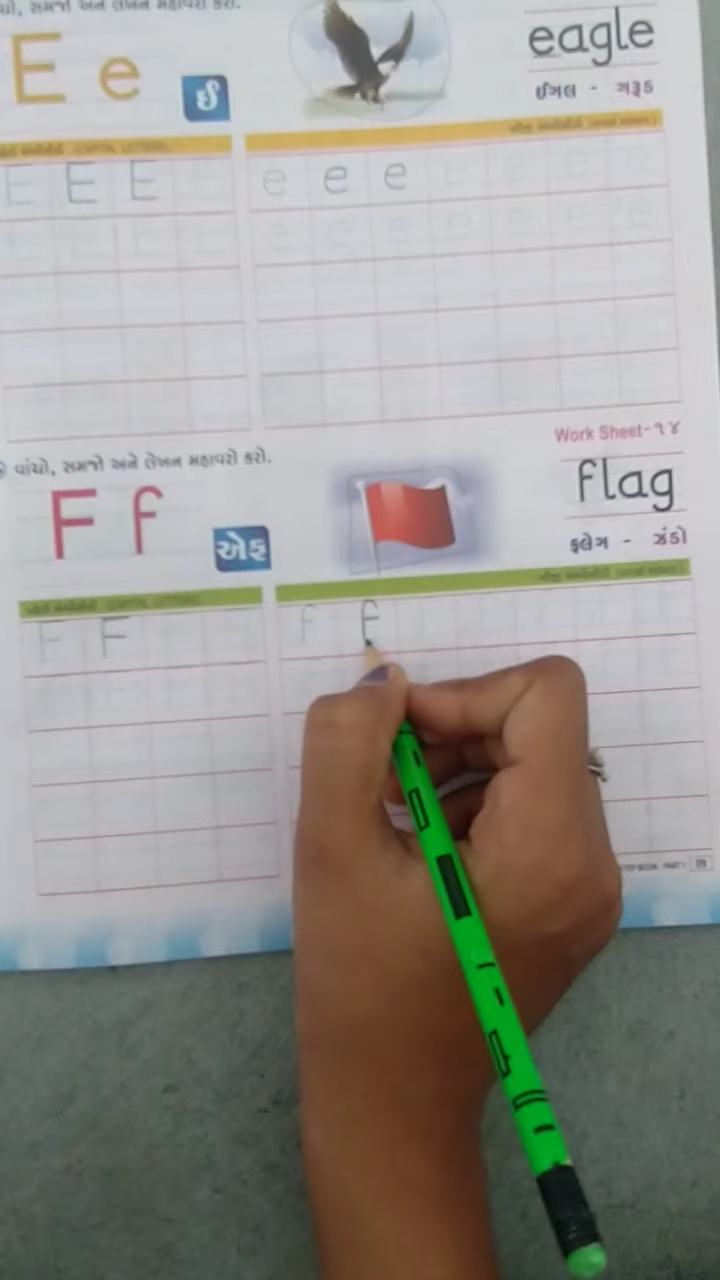 સમજો અને લેખન મહાવરો કરો.
E e ઈ
eagle
ઈગલ - ગરૂડ
E E E
e e e
Work Sheet-૧૪
વાંચો, સમજો અને લેખન મહાવરો કરો.
F f એફ
flag
ફ્લેગ - ઝંડો
F F
f f